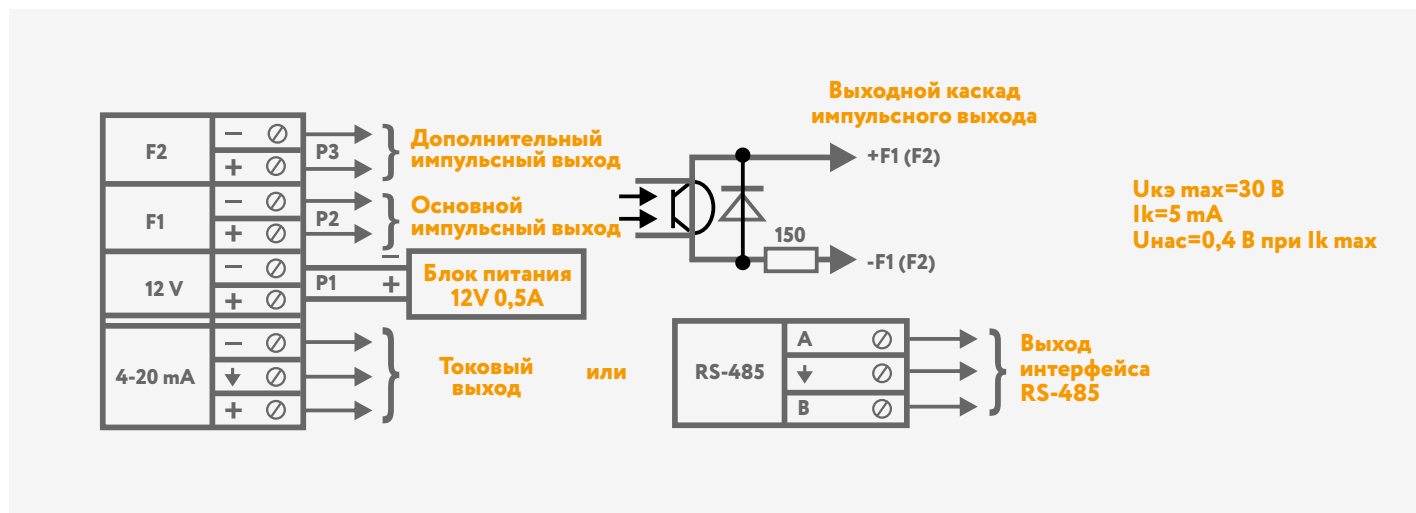 F2
−
+
P3
Дополнительный
импульсный выход
F1
−
+
P2
Основной
импульсный выход
12 V
−
+
P1
−
+
Блок питания
12V 0,5A
4-20 mA
−
+
Токовый
выход
или
Выходной каскад
импульсного выхода
+F1 (F2)
150
-F1 (F2)
Uкэ max=30 В
Ik=5 mA
Uнас=0,4 В при Ik max
RS-485
A
B
Выход
интерфейса
RS-485